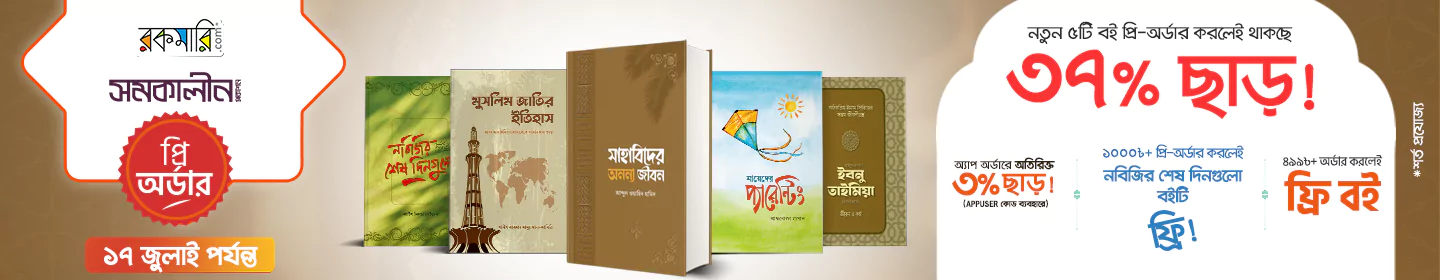 রকমারি.com
সমকালীন
প্রকাশন
প্রি
অর্ডার
১৭ জুলাই পর্যন্ত
নবিজির
শেষ দিনগুলো
মুসলিম জাতির
ইতিহাস
সাহাবিদের
অনন্য জীবন
মায়েদের
প্যারেন্টিং
ইবনু
তাইমিয়া
নতুন ৫টি বই প্রি-অর্ডার করলেই থাকছে
৩৭% ছাড়!
অ্যাপ অর্ডারে অতিরিক্ত
৩% ছাড়!
(APPUSER কোড ব্যবহারে)
১০০০৳+ প্রি-অর্ডার করলেই
নবিজির শেষ দিনগুলো
বইটি
ফ্রি!
৪৯৯৳+ অর্ডার করলেই
ফ্রি বই
*শর্ত প্রযোজ্য